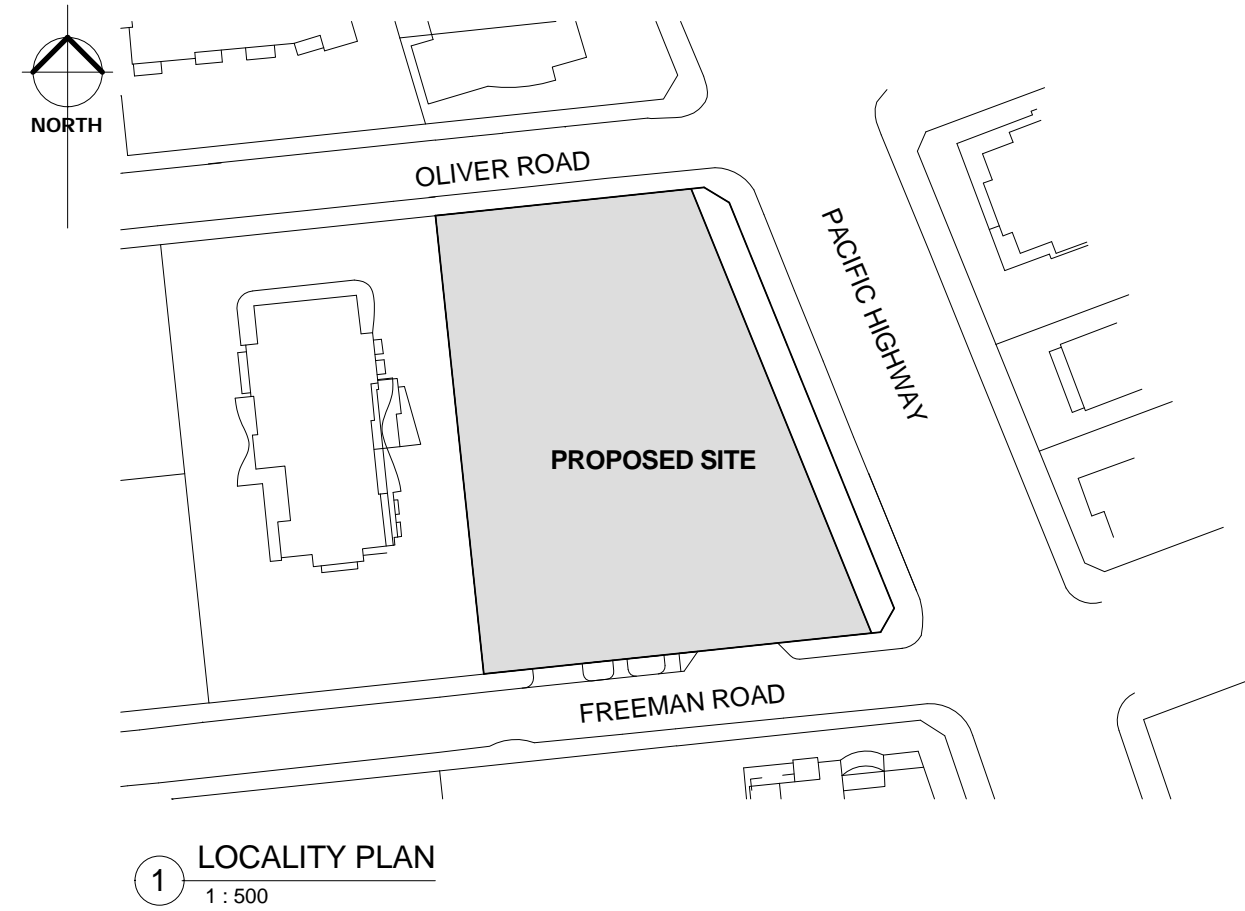 NORTH
OLIVER ROAD
PACIFIC HIGHWAY
PROPOSED SITE
FREEMAN ROAD
1
LOCALITY PLAN
1 : 500